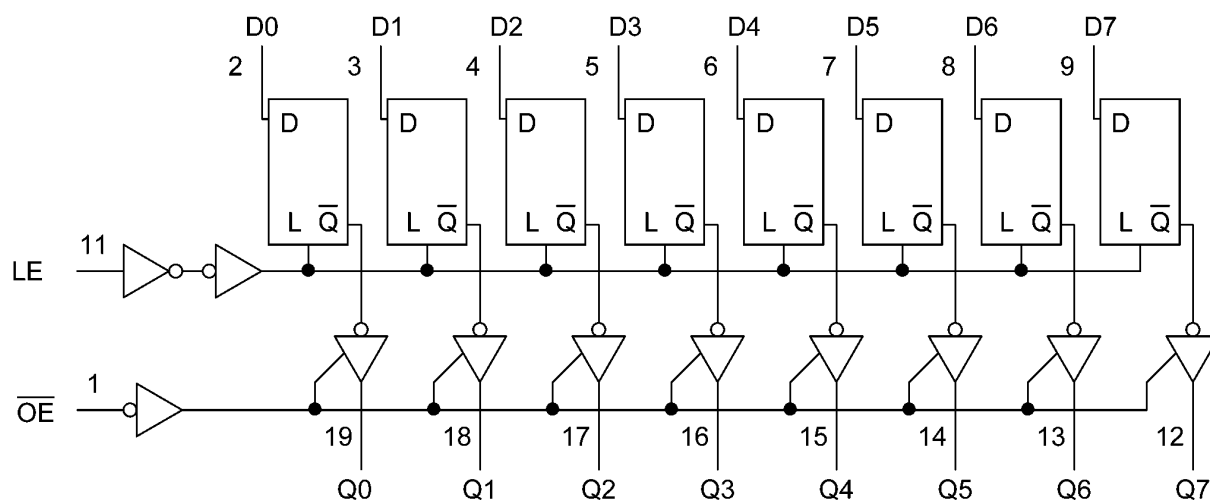 D0 D1 D2 D3 D4 D5 D6 D7
2 3 4 5 6 7 8 9
D D D D D D D D
L Q̅ L Q̅ L Q̅ L Q̅ L Q̅ L Q̅ L Q̅ L Q̅
11
LE
1
O̅E̅
19 18 17 16 15 14 13 12
Q0 Q1 Q2 Q3 Q4 Q5 Q6 Q7